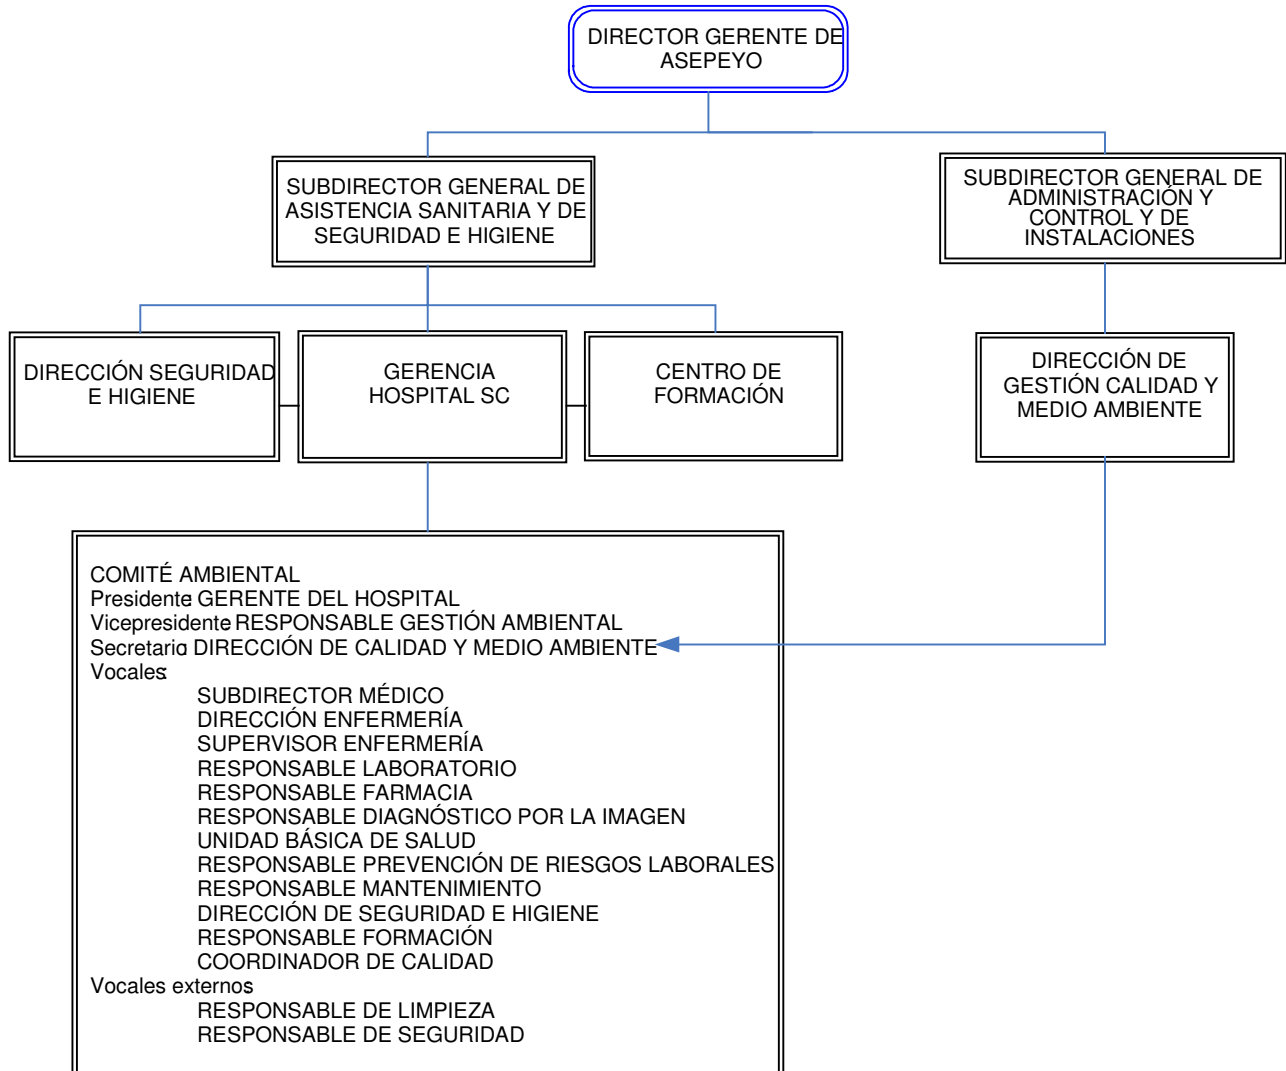 DIRECTOR GERENTE DE
ASEPEYO
SUBDIRECTOR GENERAL DE
ASISTENCIA SANITARIA Y DE
SEGURIDAD E HIGIENE
SUBDIRECTOR GENERAL DE
ADMINISTRACIÓN Y
CONTROL Y DE
INSTALACIONES
DIRECCIÓN SEGURIDAD
E HIGIENE
GERENCIA
HOSPITAL SC
CENTRO DE
FORMACIÓN
DIRECCIÓN DE
GESTIÓN CALIDAD Y
MEDIO AMBIENTE
COMITÉ AMBIENTAL
Presidente: GERENTE DEL HOSPITAL
Vicepresidente: RESPONSABLE GESTIÓN AMBIENTAL
Secretario: DIRECCIÓN DE CALIDAD Y MEDIO AMBIENTE
Vocales:
SUBDIRECTOR MÉDICO
DIRECCIÓN ENFERMERÍA
SUPERVISOR ENFERMERÍA
RESPONSABLE LABORATORIO
RESPONSABLE FARMACIA
RESPONSABLE DIAGNÓSTICO POR LA IMAGEN
UNIDAD BÁSICA DE SALUD
RESPONSABLE PREVENCIÓN DE RIESGOS LABORALES
RESPONSABLE MANTENIMIENTO
DIRECCIÓN DE SEGURIDAD E HIGIENE
RESPONSABLE FORMACIÓN
COORDINADOR DE CALIDAD
Vocales externos:
RESPONSABLE DE LIMPIEZA
RESPONSABLE DE SEGURIDAD